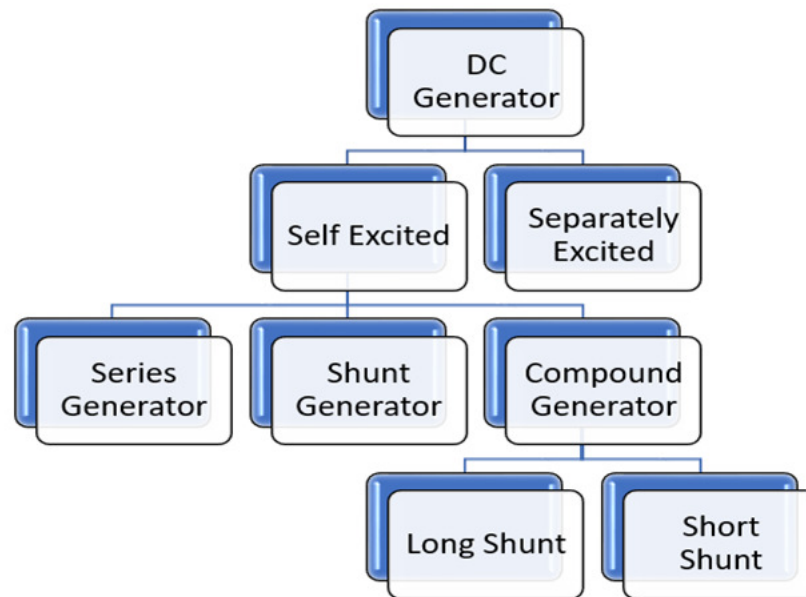 DC
Generator
Self Excited
Separately
Excited
Series
Generator
Shunt
Generator
Compound
Generator
Long Shunt
Short
Shunt